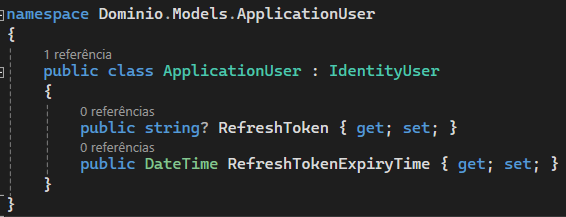 namespace Dominio.Models.ApplicationUser
{
1 referência
public class ApplicationUser : IdentityUser
{
0 referências
public string? RefreshToken { get; set; }
0 referências
public DateTime RefreshTokenExpiryTime { get; set; }
}
}